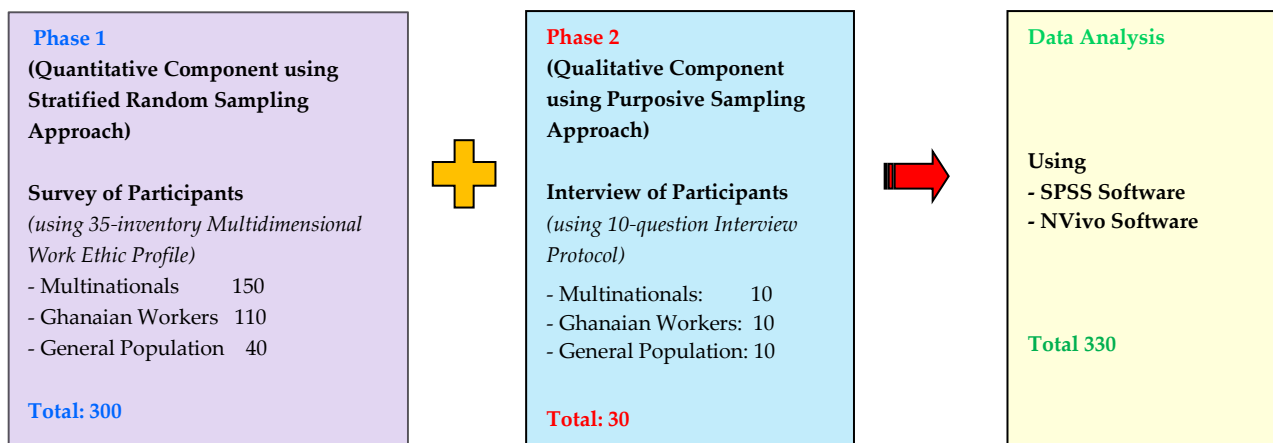 Phase 1
(Quantitative Component using
Stratified Random Sampling
Approach)
Survey of Participants
(using 35-inventory Multidimensional
Work Ethic Profile)
- Multinationals 150
- Ghanaian Workers 110
- General Population 40
Total: 300
Phase 2
(Qualitative Component
using Purposive Sampling
Approach)
Interview of Participants
(using 10-question Interview
Protocol)
- Multinationals: 10
- Ghanaian Workers: 10
- General Population: 10
Total: 30
Data Analysis
Using
- SPSS Software
- NVivo Software
Total 330